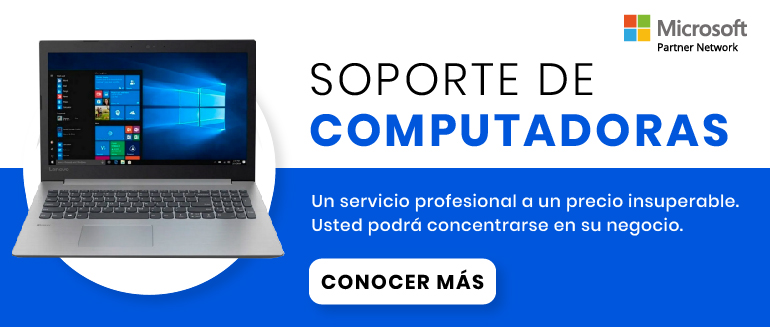 Microsoft
Partner Network
SOPORTE DE
COMPUTADORAS
Un servicio profesional a un precio insuperable.
Usted podrá concentrarse en su negocio.
CONOCER MÁS